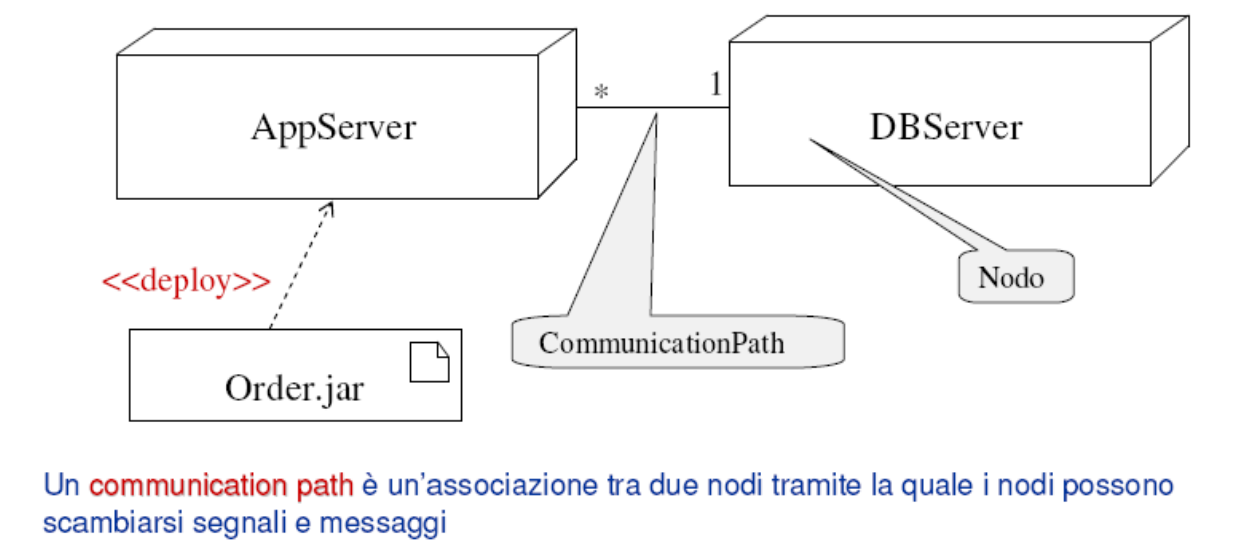 AppServer
*
1
DBServer
<<deploy>>
Nodo
CommunicationPath
Order.jar
Un communication path è un'associazione tra due nodi tramite la quale i nodi possono
scambiarsi segnali e messaggi